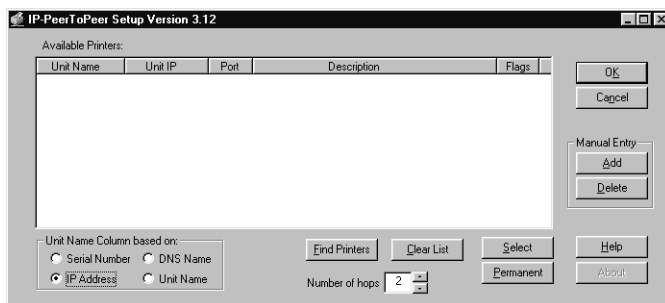 IP-PeerToPeer Setup Version 3.12
Available Printers:
Unit Name Unit IP Port Description Flags
OK
Cancel
Manual Entry
Add
Delete
Unit Name Column based on:
Serial Number DNS Name
IP Address Unit Name
Find Printers Clear List Select Help
Number of hops 2 Permanent About